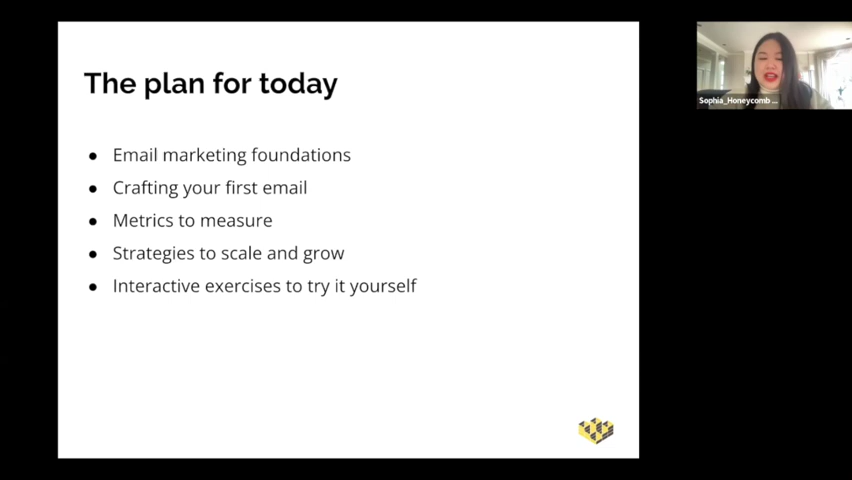 The plan for today
● Email marketing foundations
● Crafting your first email
● Metrics to measure
● Strategies to scale and grow
● Interactive exercises to try it yourself
Sophia_Honeycomb ...